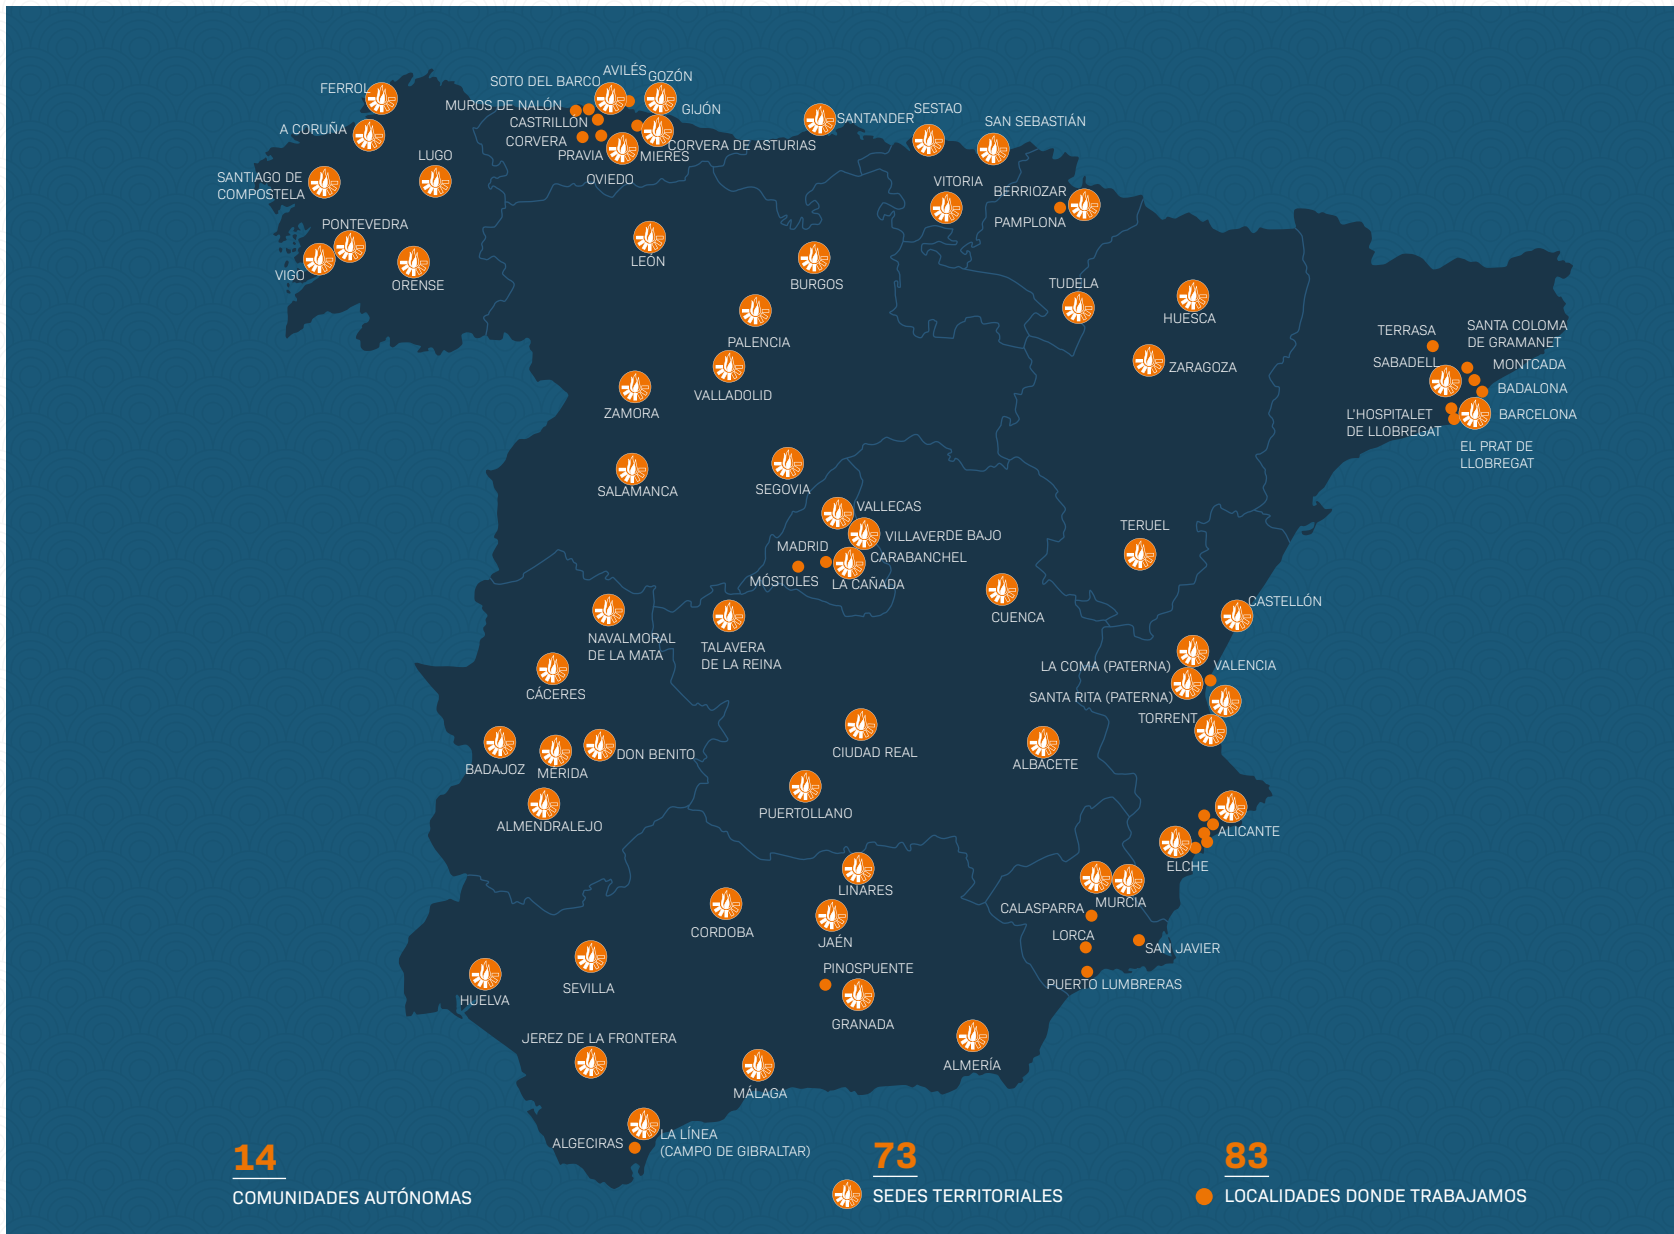 FERROL
A CORUÑA
SANTIAGO DE
COMPOSTELA
LUGO
PONTEVEDRA
VIGO
ORENSE
SOTO DEL BARCO
AVILÉS
GOZÓN
MUROS DE NALÓN
GIJÓN
CASTRILLÓN
CORVERA
CORVERA DE ASTURIAS
PRAVIA
MIERES
OVIEDO
SANTANDER
SESTAO
SAN SEBASTIÁN
VITORIA
BERRIOZAR
PAMPLONA
LEÓN
BURGOS
TUDELA
HUESCA
PALENCIA
VALLADOLID
ZARAGOZA
ZAMORA
TERRASA
SANTA COLOMA
DE GRAMANET
SABADELL
MONTCADA
BADALONA
L'HOSPITALET
DE LLOBREGAT
BARCELONA
EL PRAT DE
LLOBREGAT
SALAMANCA
SEGOVIA
VALLECAS
VILLAVERDE BAJO
MADRID
CARABANCHEL
MÓSTOLES
LA CAÑADA
TERUEL
CUENCA
CASTELLÓN
NAVALMORAL
DE LA MATA
TALAVERA
DE LA REINA
LA COMA (PATERNA)
VALENCIA
SANTA RITA (PATERNA)
TORRENT
CÁCERES
CIUDAD REAL
ALBACETE
BADAJOZ
MÉRIDA
DON BENITO
PUERTOLLANO
ALMENDRALEJO
ALICANTE
ELCHE
LINARES
MURCIA
CALASPARRA
CORDOBA
JAÉN
LORCA
SAN JAVIER
PINOSPUENTE
PUERTO LUMBRERAS
SEVILLA
HUELVA
GRANADA
JEREZ DE LA FRONTERA
ALMERÍA
MÁLAGA
ALGECIRAS
LA LÍNEA
(CAMPO DE GIBRALTAR)
14
COMUNIDADES AUTÓNOMAS
73
SEDES TERRITORIALES
83
LOCALIDADES DONDE TRABAJAMOS